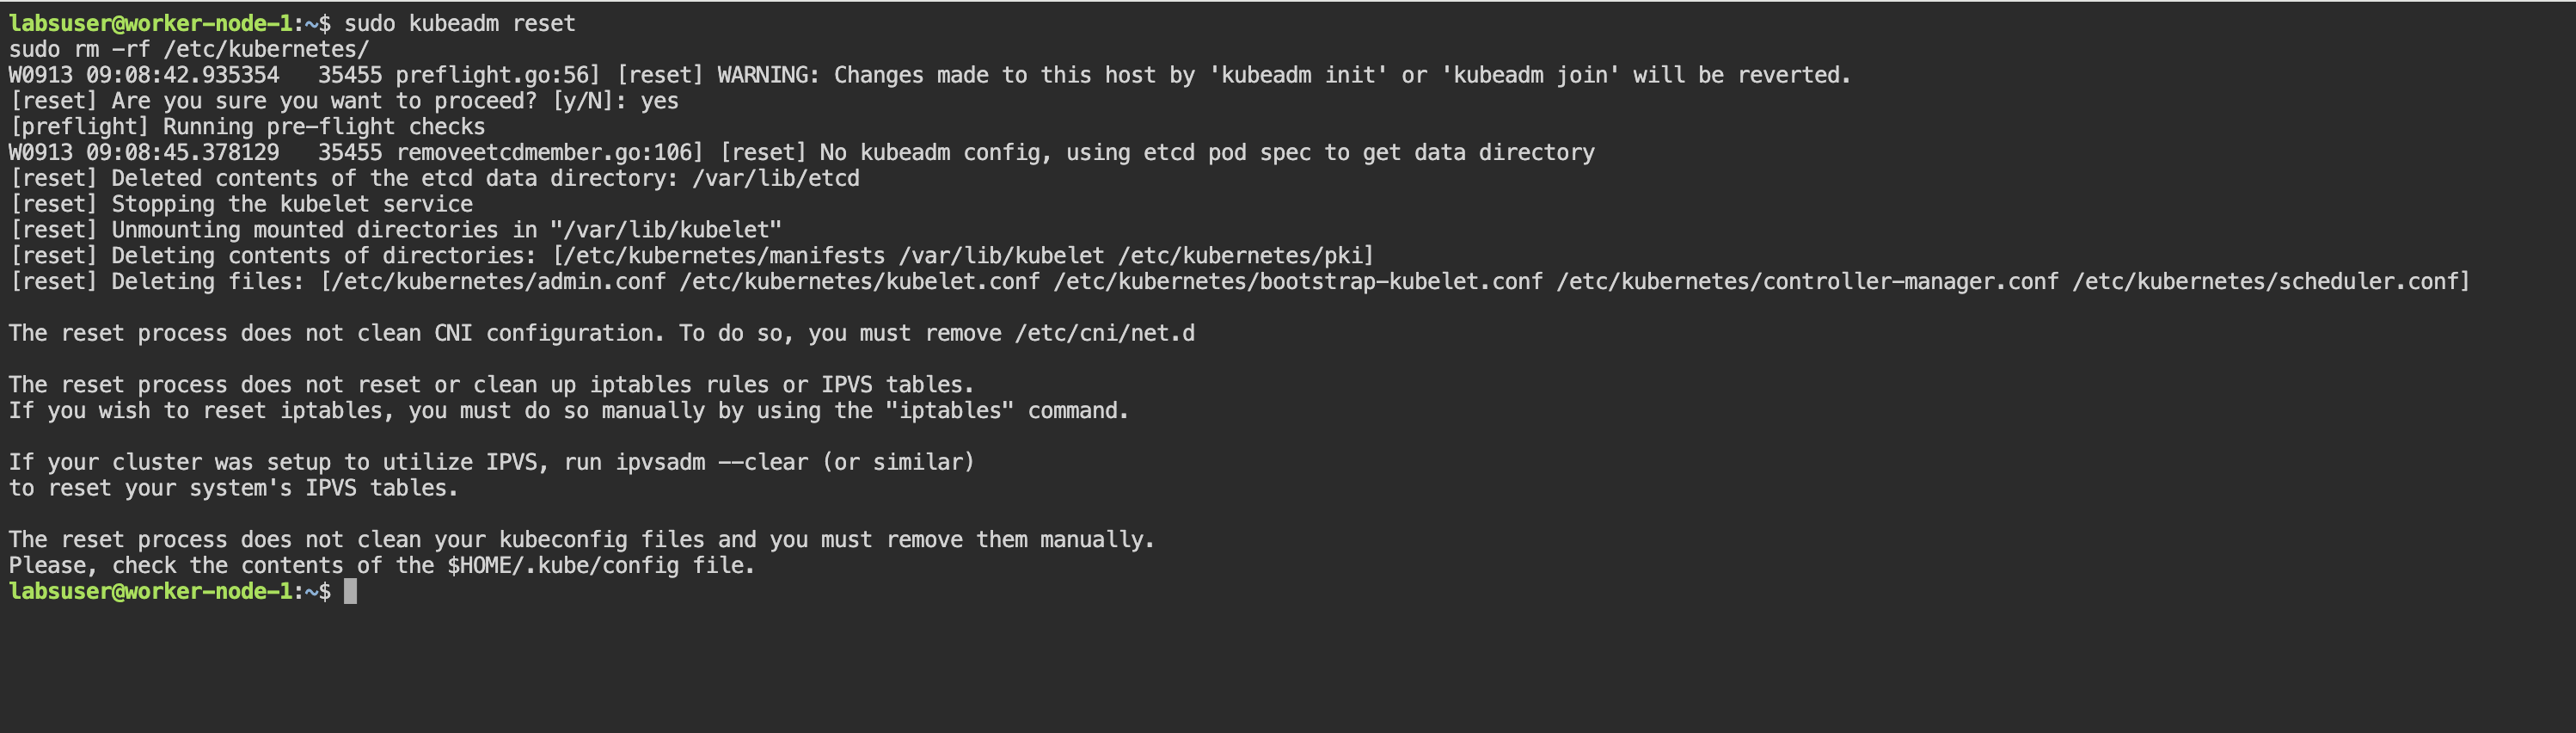 labsuser@worker-node-1:~$ sudo kubeadm reset
sudo rm -rf /etc/kubernetes/
W0913 09:08:42.935354   35455 preflight.go:56] [reset] WARNING: Changes made to this host by 'kubeadm init' or 'kubeadm join' will be reverted.
[reset] Are you sure you want to proceed? [y/N]: yes
[preflight] Running pre-flight checks
W0913 09:08:45.378129   35455 removeetcdmember.go:106] [reset] No kubeadm config, using etcd pod spec to get data directory
[reset] Deleted contents of the etcd data directory: /var/lib/etcd
[reset] Stopping the kubelet service
[reset] Unmounting mounted directories in "/var/lib/kubelet"
[reset] Deleting contents of directories: [/etc/kubernetes/manifests /var/lib/kubelet /etc/kubernetes/pki]
[reset] Deleting files: [/etc/kubernetes/admin.conf /etc/kubernetes/kubelet.conf /etc/kubernetes/bootstrap-kubelet.conf /etc/kubernetes/controller-manager.conf /etc/kubernetes/scheduler.conf]

The reset process does not clean CNI configuration. To do so, you must remove /etc/cni/net.d

The reset process does not reset or clean up iptables rules or IPVS tables.
If you wish to reset iptables, you must do so manually by using the "iptables" command.

If your cluster was setup to utilize IPVS, run ipvsadm --clear (or similar)
to reset your system's IPVS tables.

The reset process does not clean your kubeconfig files and you must remove them manually.
Please, check the contents of the $HOME/.kube/config file.
labsuser@worker-node-1:~$